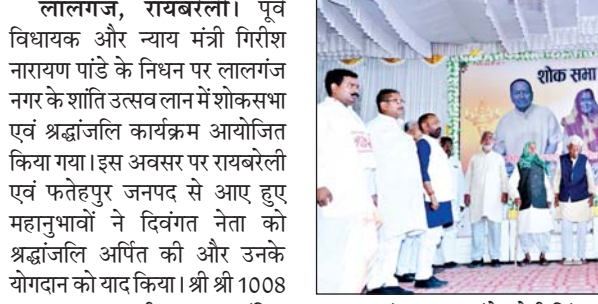 लालगंज, रायबरेली। पूर्व
विधायक और न्याय मंत्री गिरीश
नारायण पांडे के निधन पर लालगंज
नगर के शांति उत्सव लान में शोकसभा
एवं श्रद्धांजलि कार्यक्रम आयोजित
किया गया। इस अवसर पर रायबरेली
एवं फतेहपुर जनपद से आए हुए
महानुभावों ने दिवंगत नेता को
श्रद्धांजलि अर्पित की और उनके
योगदान को याद किया। श्री श्री 1008
शोक सभा